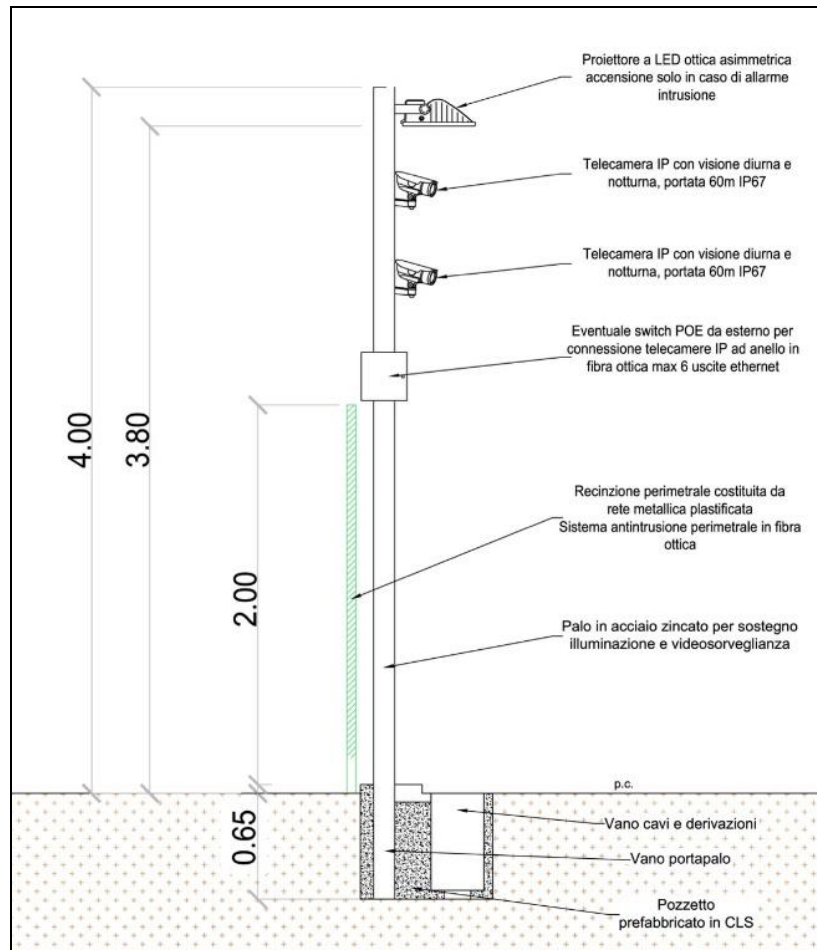 Proiettore a LED ottica asimmetrica
accensione solo in caso di allarme
intrusione
Telecamera IP con visione diurna e
notturna, portata 60m IP67
Telecamera IP con visione diurna e
notturna, portata 60m IP67
Eventuale switch POE da esterno per
connessione telecamere IP ad anello in
fibra ottica max 6 uscite ethernet
4.00
3.80
2.00
Recinzione perimetrale costituita da
rete metallica plastificata
Sistema antintrusione perimetrale in fibra
ottica
Palo in acciaio zincato per sostegno
illuminazione e videosorveglianza
p.c.
0.65
Vano cavi e derivazioni
Vano portapalo
Pozzetto
prefabbricato in CLS